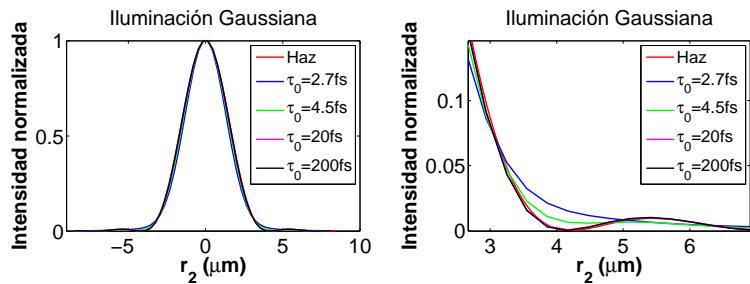 Iluminación Gaussiana
Intensidad normalizada
1
0.5
0
−5
0
5
10
r2 (μm)
Haz
τ0=2.7fs
τ0=4.5fs
τ0=20fs
τ0=200fs
Iluminación Gaussiana
Intensidad normalizada
0.1
0.05
0
3
4
5
6
r2 (μm)
Haz
τ0=2.7fs
τ0=4.5fs
τ0=20fs
τ0=200fs